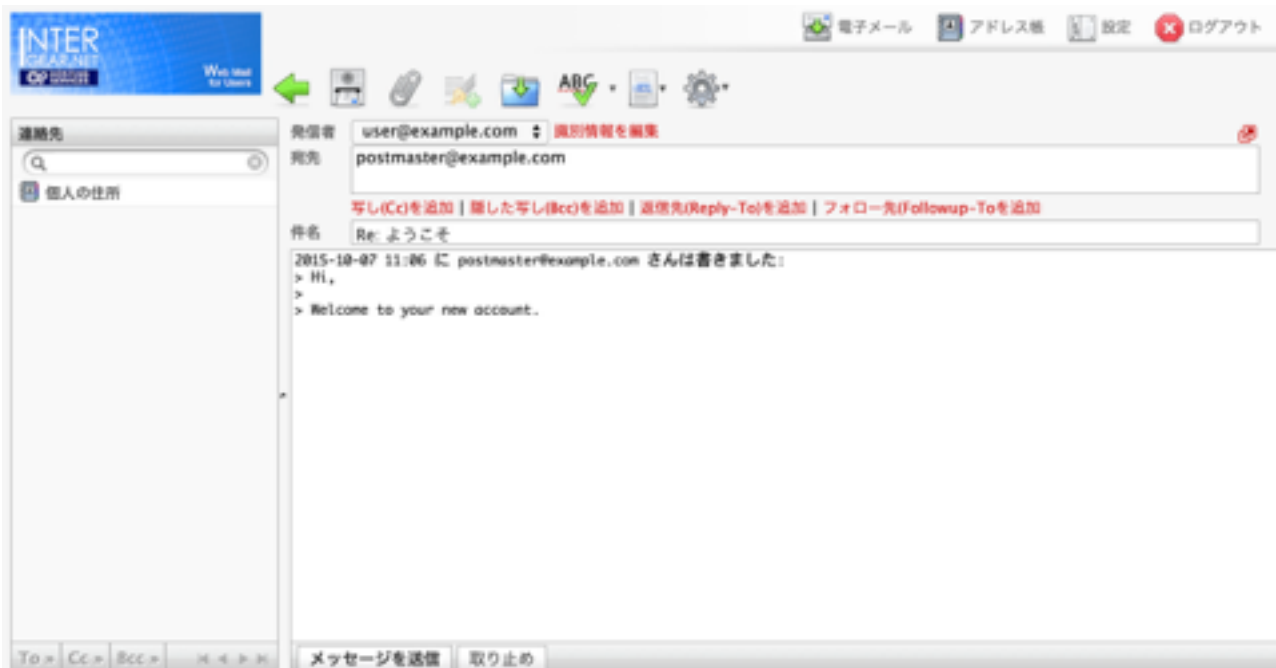 INTER
GEAR.NET
Web Mail
for Users
電子メール アドレス帳 設定 ログアウト
ABC
連絡先
個人の住所
発信者 user@example.com 識別情報を編集
宛先 postmaster@example.com
写し(Cc)を追加 | 隠した写し(Bcc)を追加 | 返信先(Reply-To)を追加 | フォロー先(Followup-Toを追加
件名 Re: ようこそ
2015-10-07 11:06 に postmaster@example.com さんは書きました:
> Hi,
>
> Welcome to your new account.
To » Cc » Bcc »
メッセージを送信 取り止め